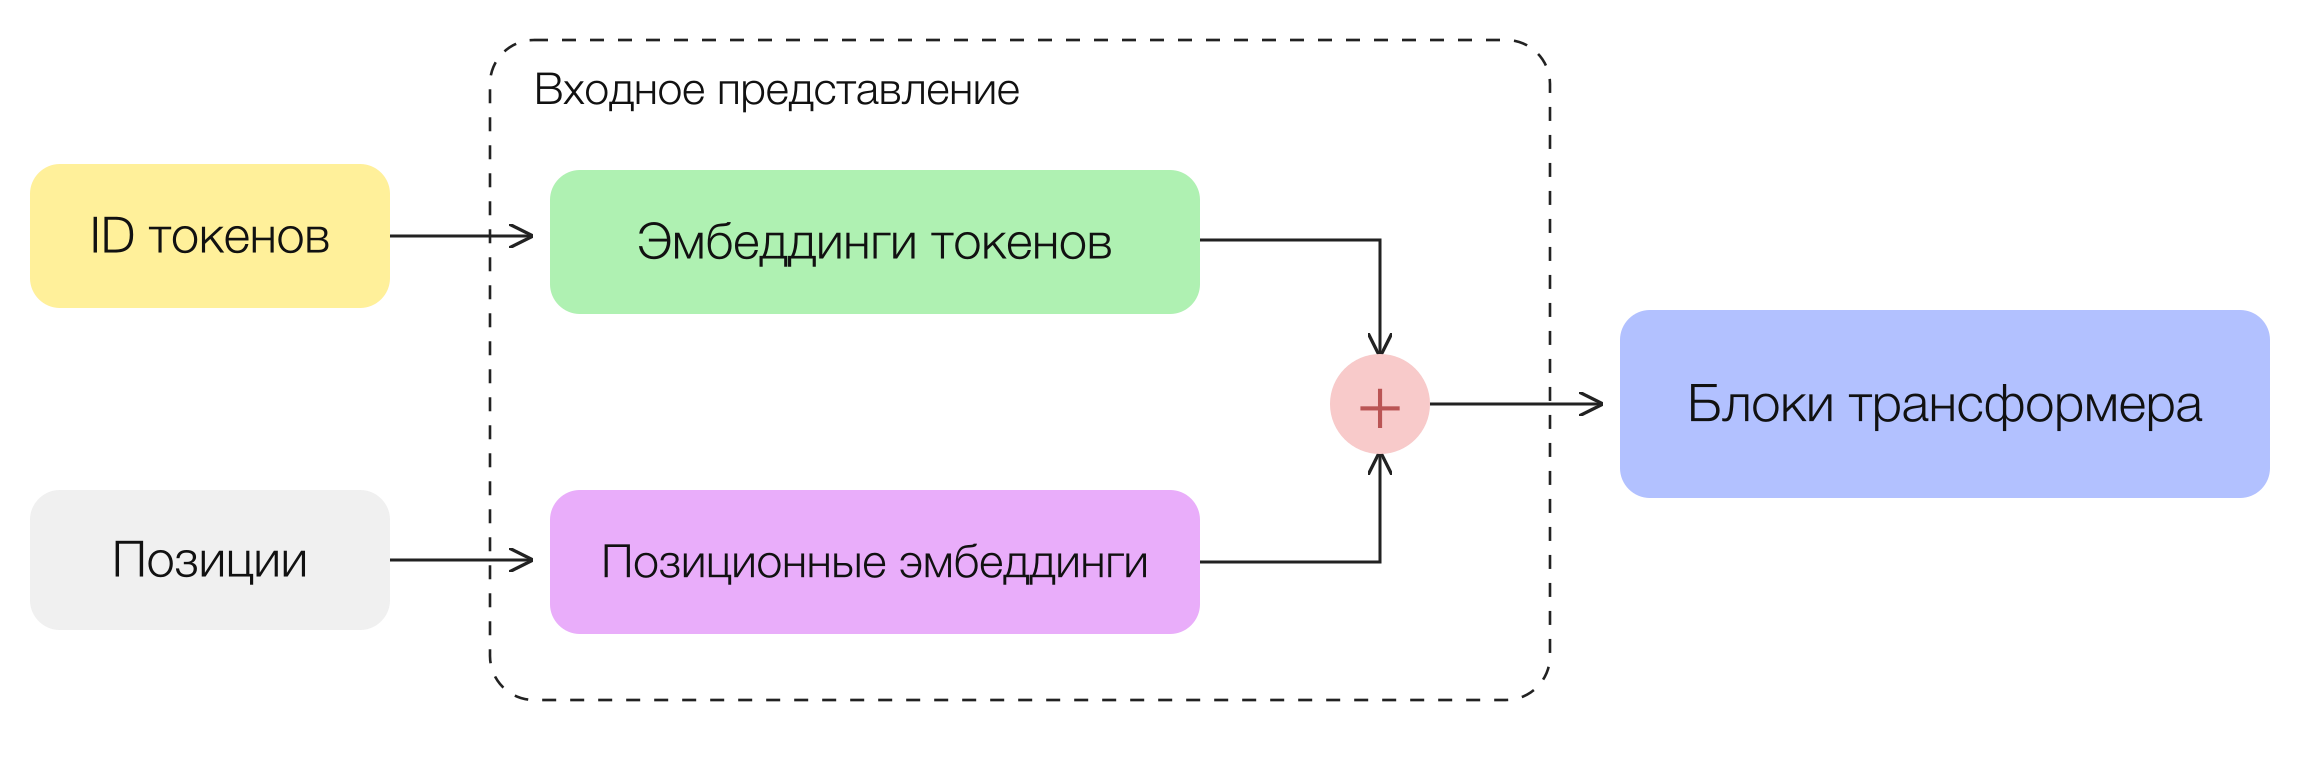 Входное представление
ID токенов
Эмбеддинги токенов
+
Блоки трансформера
Позиции
Позиционные эмбеддинги